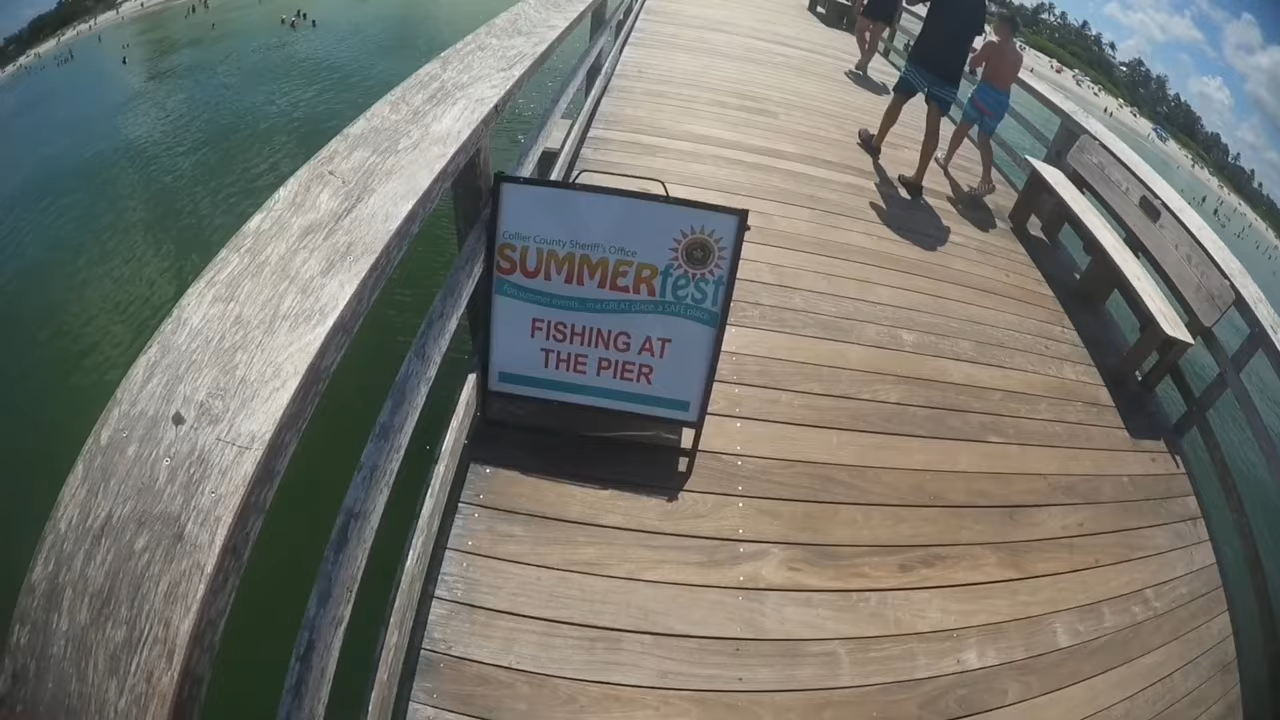 Collier County Sheriff's Office
SUMMERfest
Fun summer events...in a GREAT place, a SAFE place.
FISHING AT
THE PIER